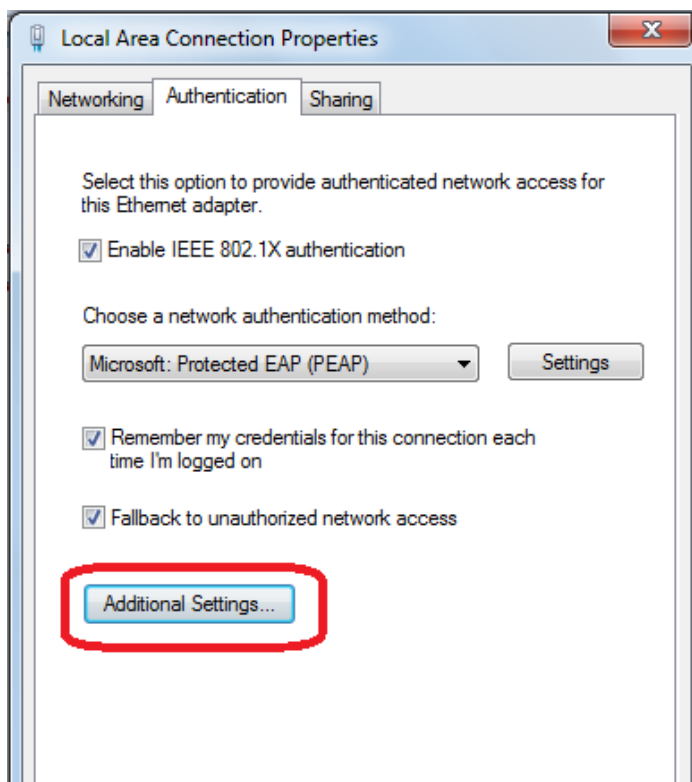 Local Area Connection Properties
Networking Authentication Sharing
Select this option to provide authenticated network access for
this Ethernet adapter.
Enable IEEE 802.1X authentication
Choose a network authentication method:
Microsoft: Protected EAP (PEAP) Settings
Remember my credentials for this connection each
time I'm logged on
Fallback to unauthorized network access
Additional Settings...